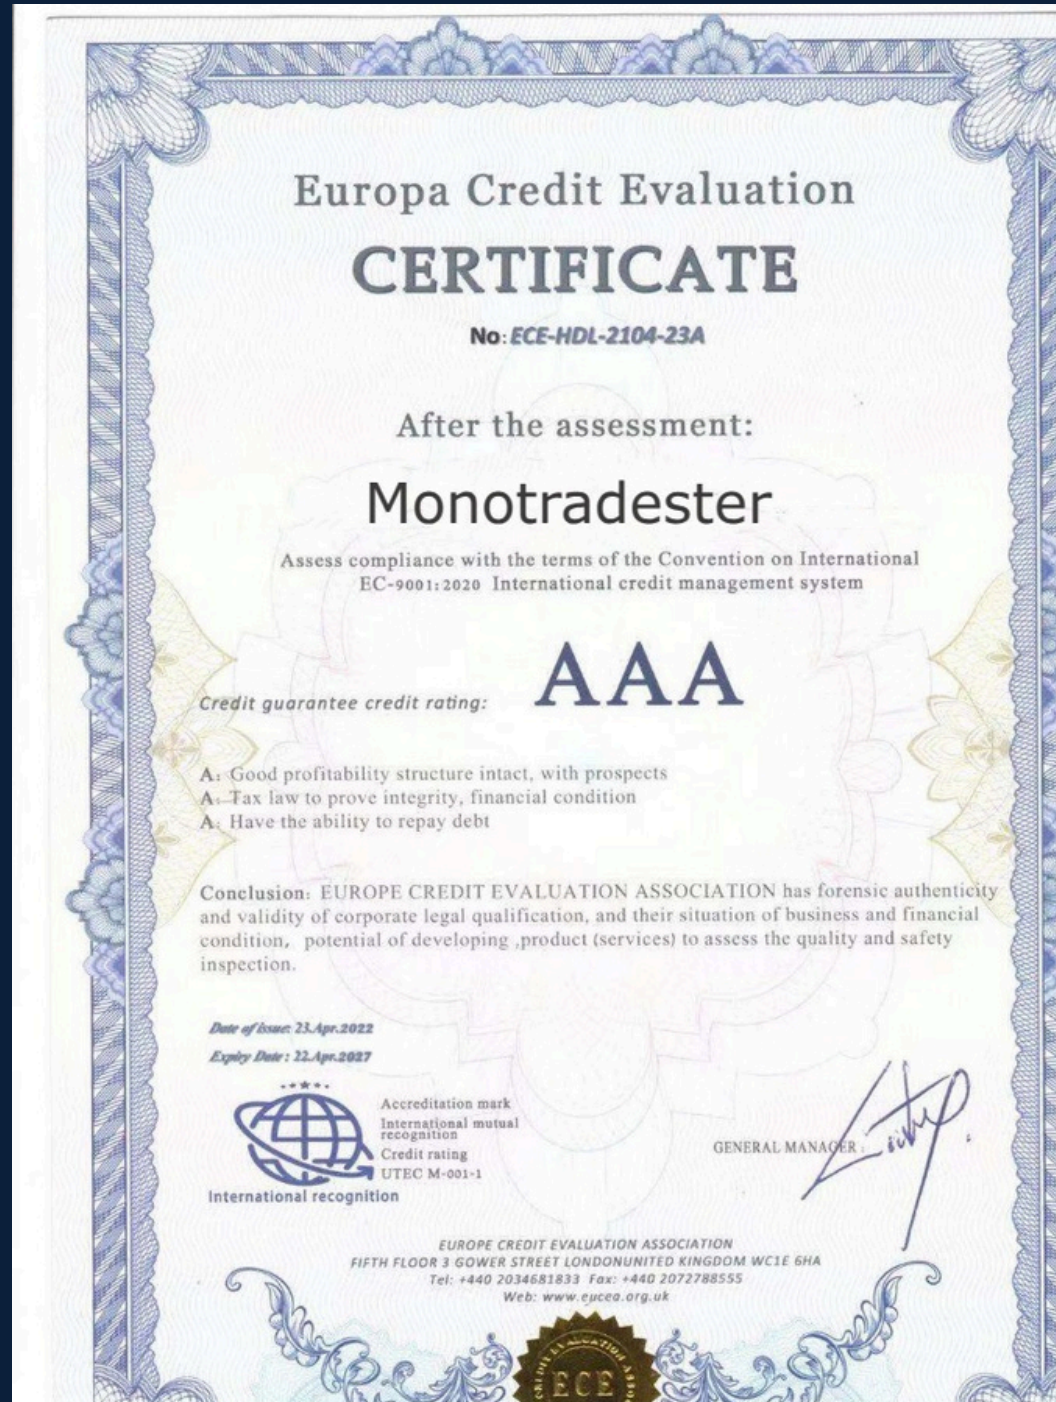 Europa Credit Evaluation
CERTIFICATE
No: ECE-HDL-2104-23A
After the assessment:
Monotradester
Assess compliance with the terms of the Convention on International
EC-9001:2020 International credit management system
Credit guarantee credit rating: AAA
A: Good profitability structure intact, with prospects
A: Tax law to prove integrity, financial condition
A: Have the ability to repay debt
Conclusion: EUROPE CREDIT EVALUATION ASSOCIATION has forensic authenticity
and validity of corporate legal qualification, and their situation of business and financial
condition, potential of developing ,product (services) to assess the quality and safety
inspection.
Date of issue: 23.Apr.2022
Expiry Date : 22.Apr.2027
Accreditation mark
International mutual
recognition
Credit rating
UTEC M-001-1
International recognition
GENERAL MANAGER :
EUROPE CREDIT EVALUATION ASSOCIATION
FIFTH FLOOR 3 GOWER STREET LONDONUNITED KINGDOM WC1E 6HA
Tel: +440 2034681833 Fax: +440 2072788555
Web: www.eucea.org.uk
EVALUATION
ECE